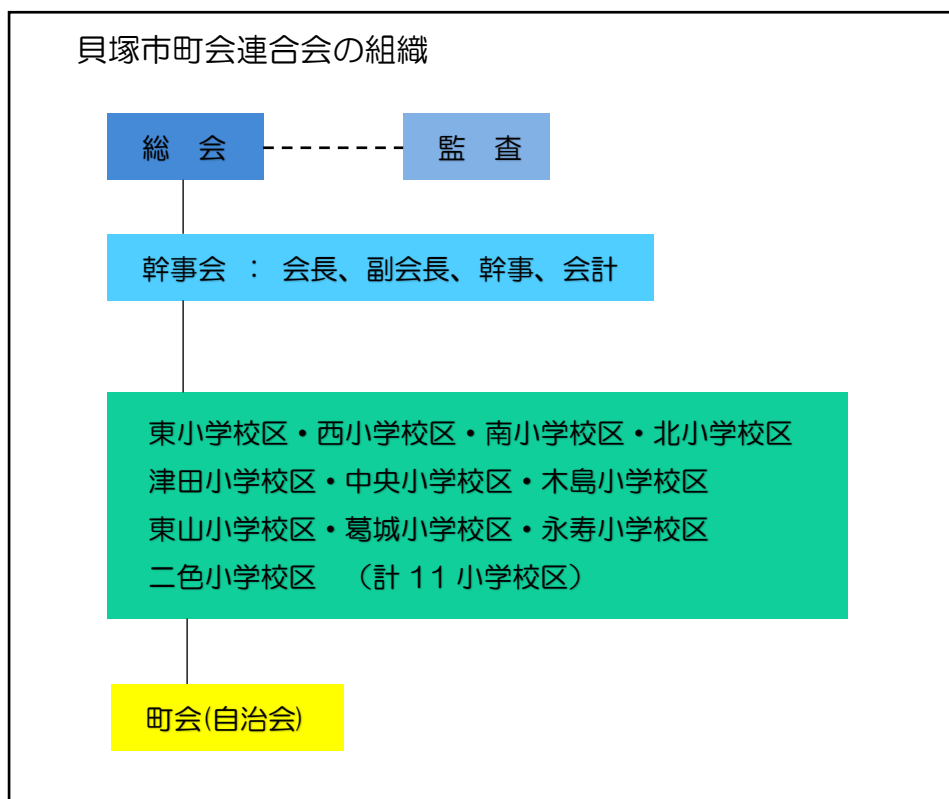 貝塚市町会連合会の組織
総　会
監　査
幹事会 ： 会長、副会長、幹事、会計
東小学校区・西小学校区・南小学校区・北小学校区
津田小学校区・中央小学校区・木島小学校区
東山小学校区・葛城小学校区・永寿小学校区
二色小学校区　（計 11 小学校区）
町会(自治会)